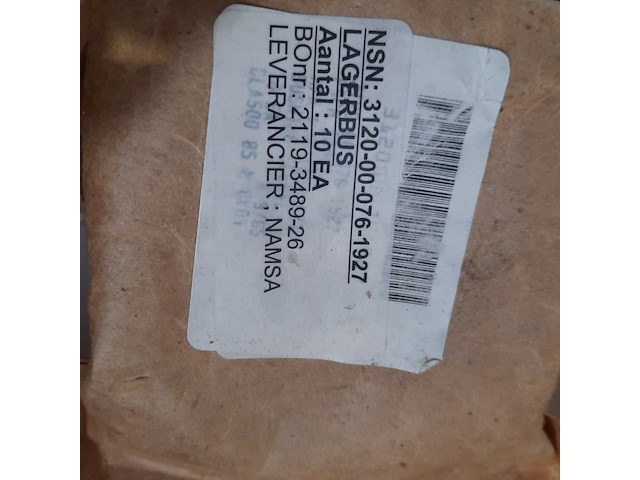 NSN: 3120-00-076-1927
LAGERBUS
Aantal : 10 EA
BOnr : 2119-3489-26
LEVERANCIER : NAMSA